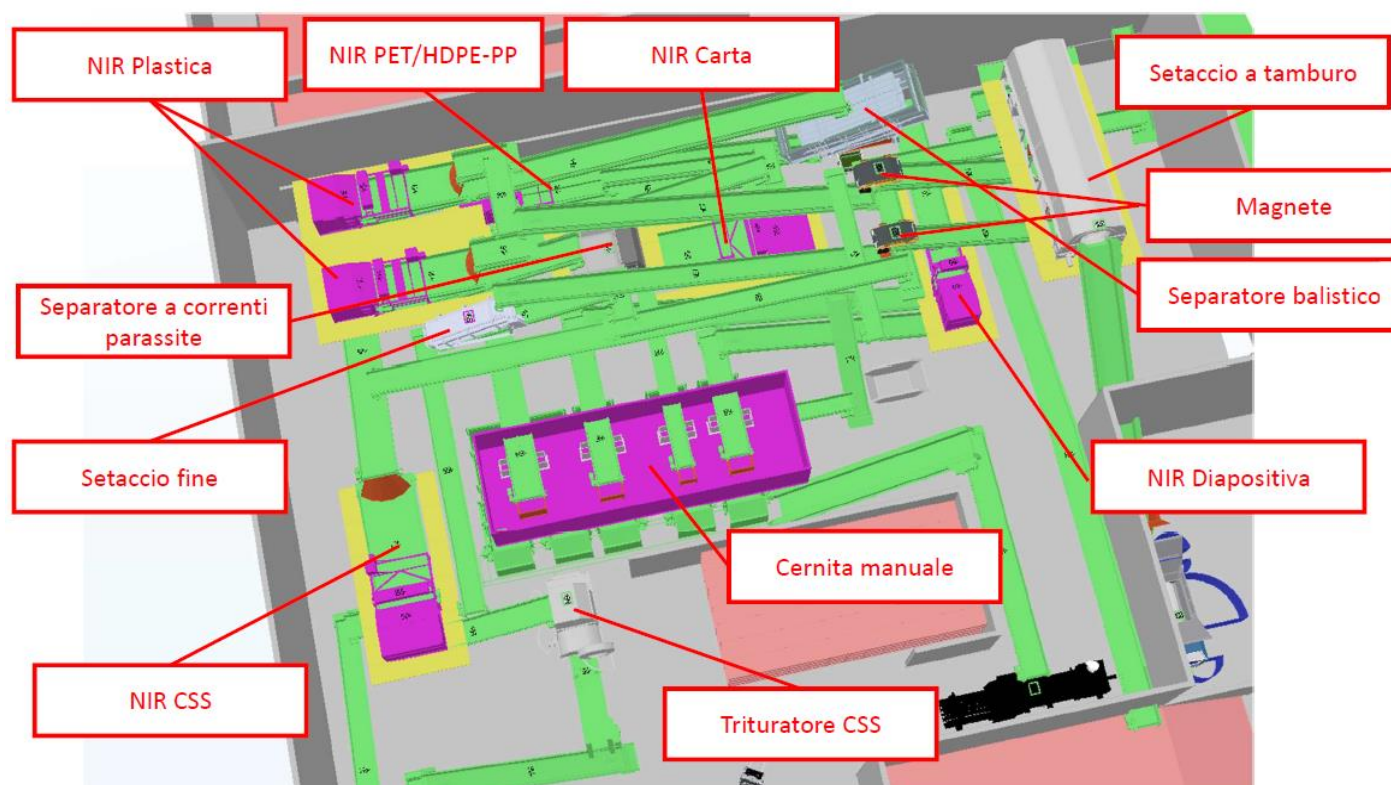 NIR Plastica
NIR PET/HDPE-PP
NIR Carta
Setaccio a tamburo
Magnete
Separatore a correnti
parassite
Separatore balistico
Setaccio fine
NIR Diapositiva
Cernita manuale
NIR CSS
Trituratore CSS